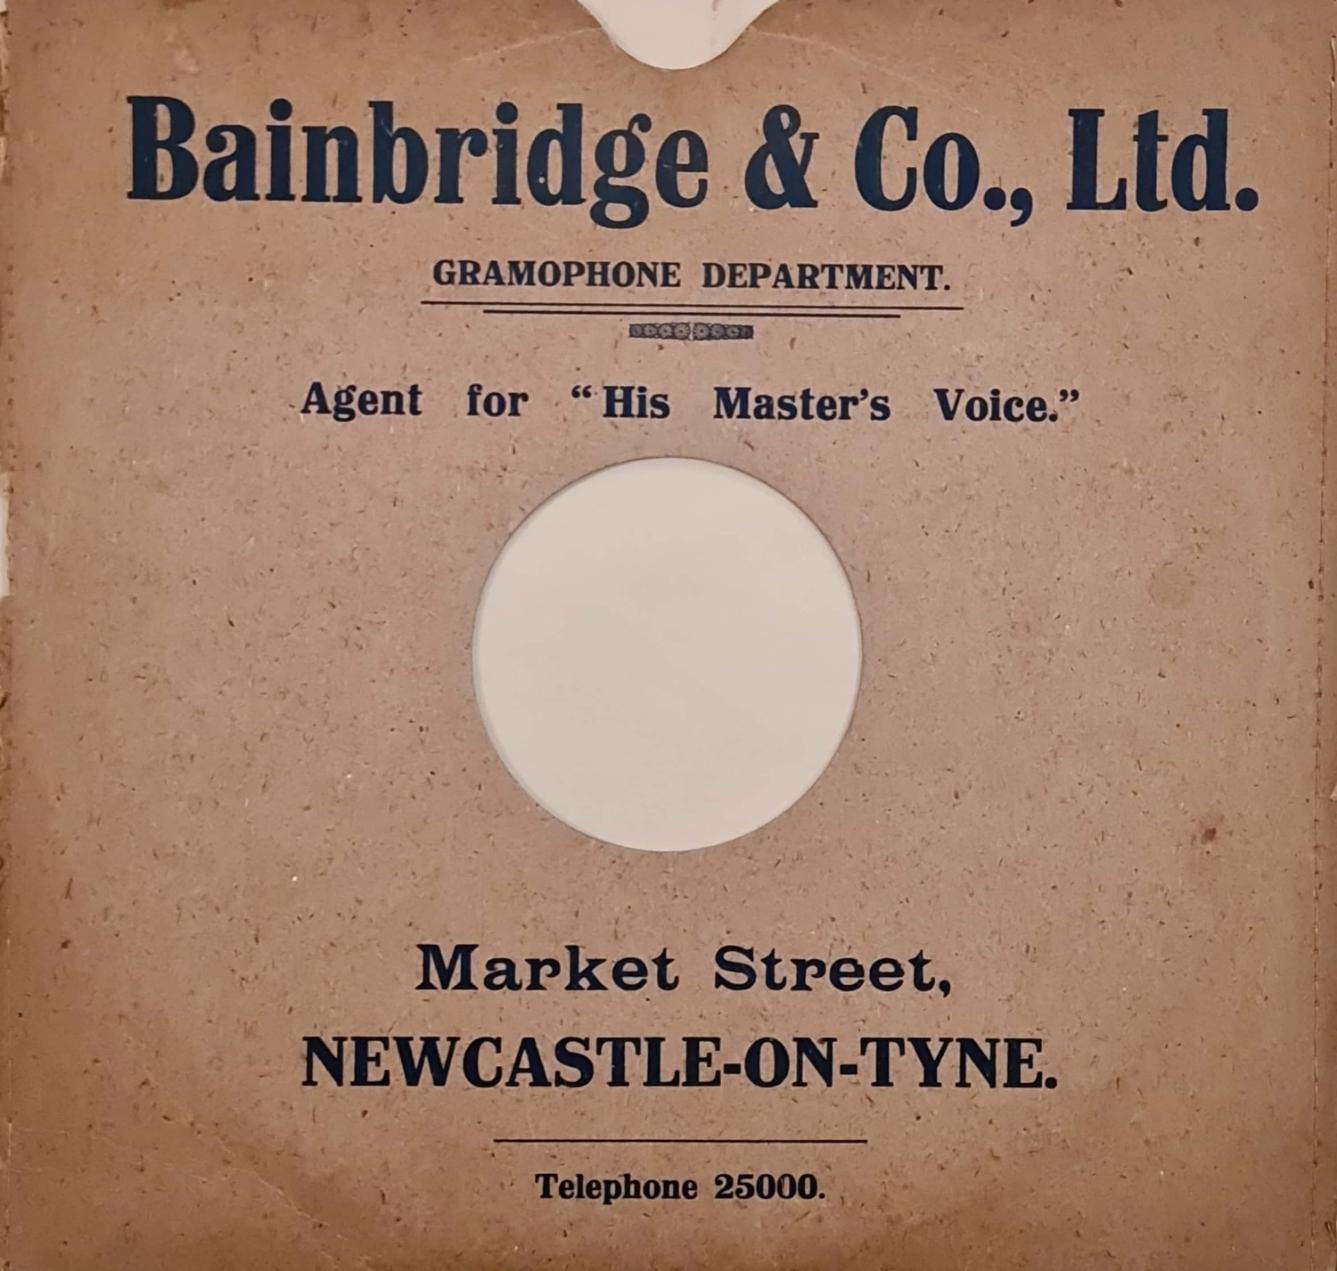 Bainbridge & Co., Ltd.
GRAMOPHONE DEPARTMENT.
Agent for “His Master’s Voice.”
Market Street,
NEWCASTLE-ON-TYNE.
Telephone 25000.